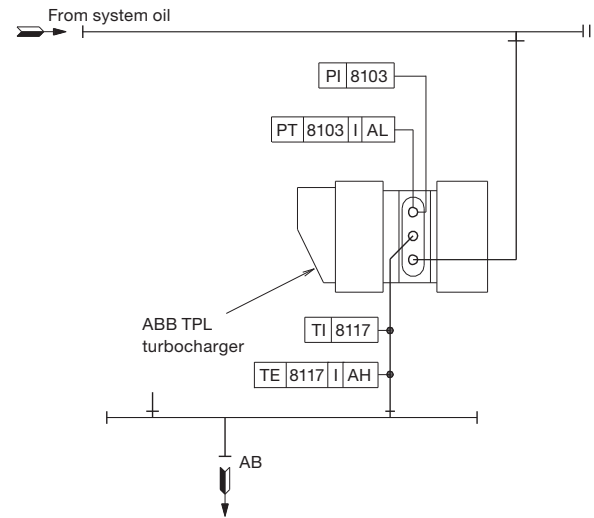 From system oil
PI 8103
PT 8103 I AL
ABB TPL
turbocharger
TI 8117
TE 8117 I AH
AB